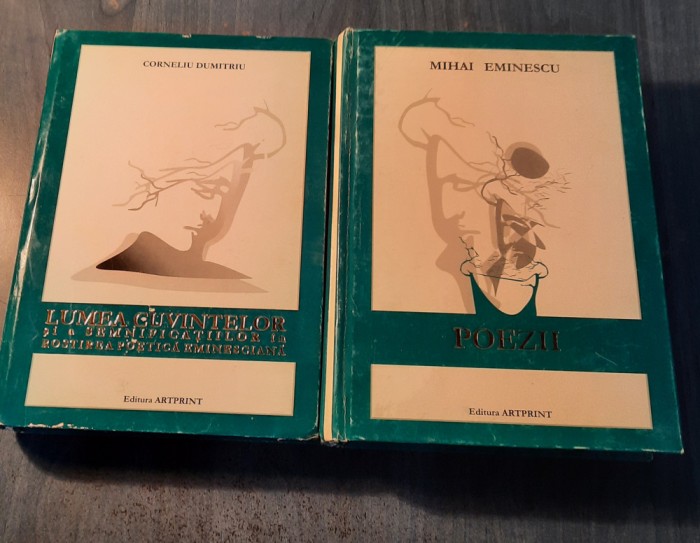 CORNELIU DUMITRIU
LUMEA CUVINTELOR
și a SEMNIFICAȚIILOR în
ROSTIREA POETICĂ EMINESCIANĂ
Editura ARTPRINT
MIHAI EMINESCU
POEZII
Editura ARTPRINT